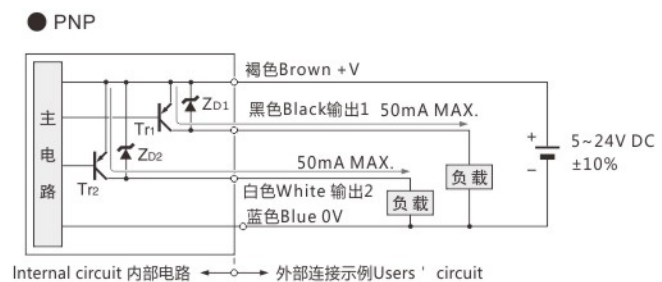 ● PNP
褐色Brown +V
黑色Black输出1 50mA MAX.
ZD1
Tr1
主电路
ZD2
Tr2
50mA MAX.
白色White 输出2
蓝色Blue 0V
负载
负载
+
5~24V DC
−
±10%
Internal circuit 内部电路
外部连接示例Users ' circuit